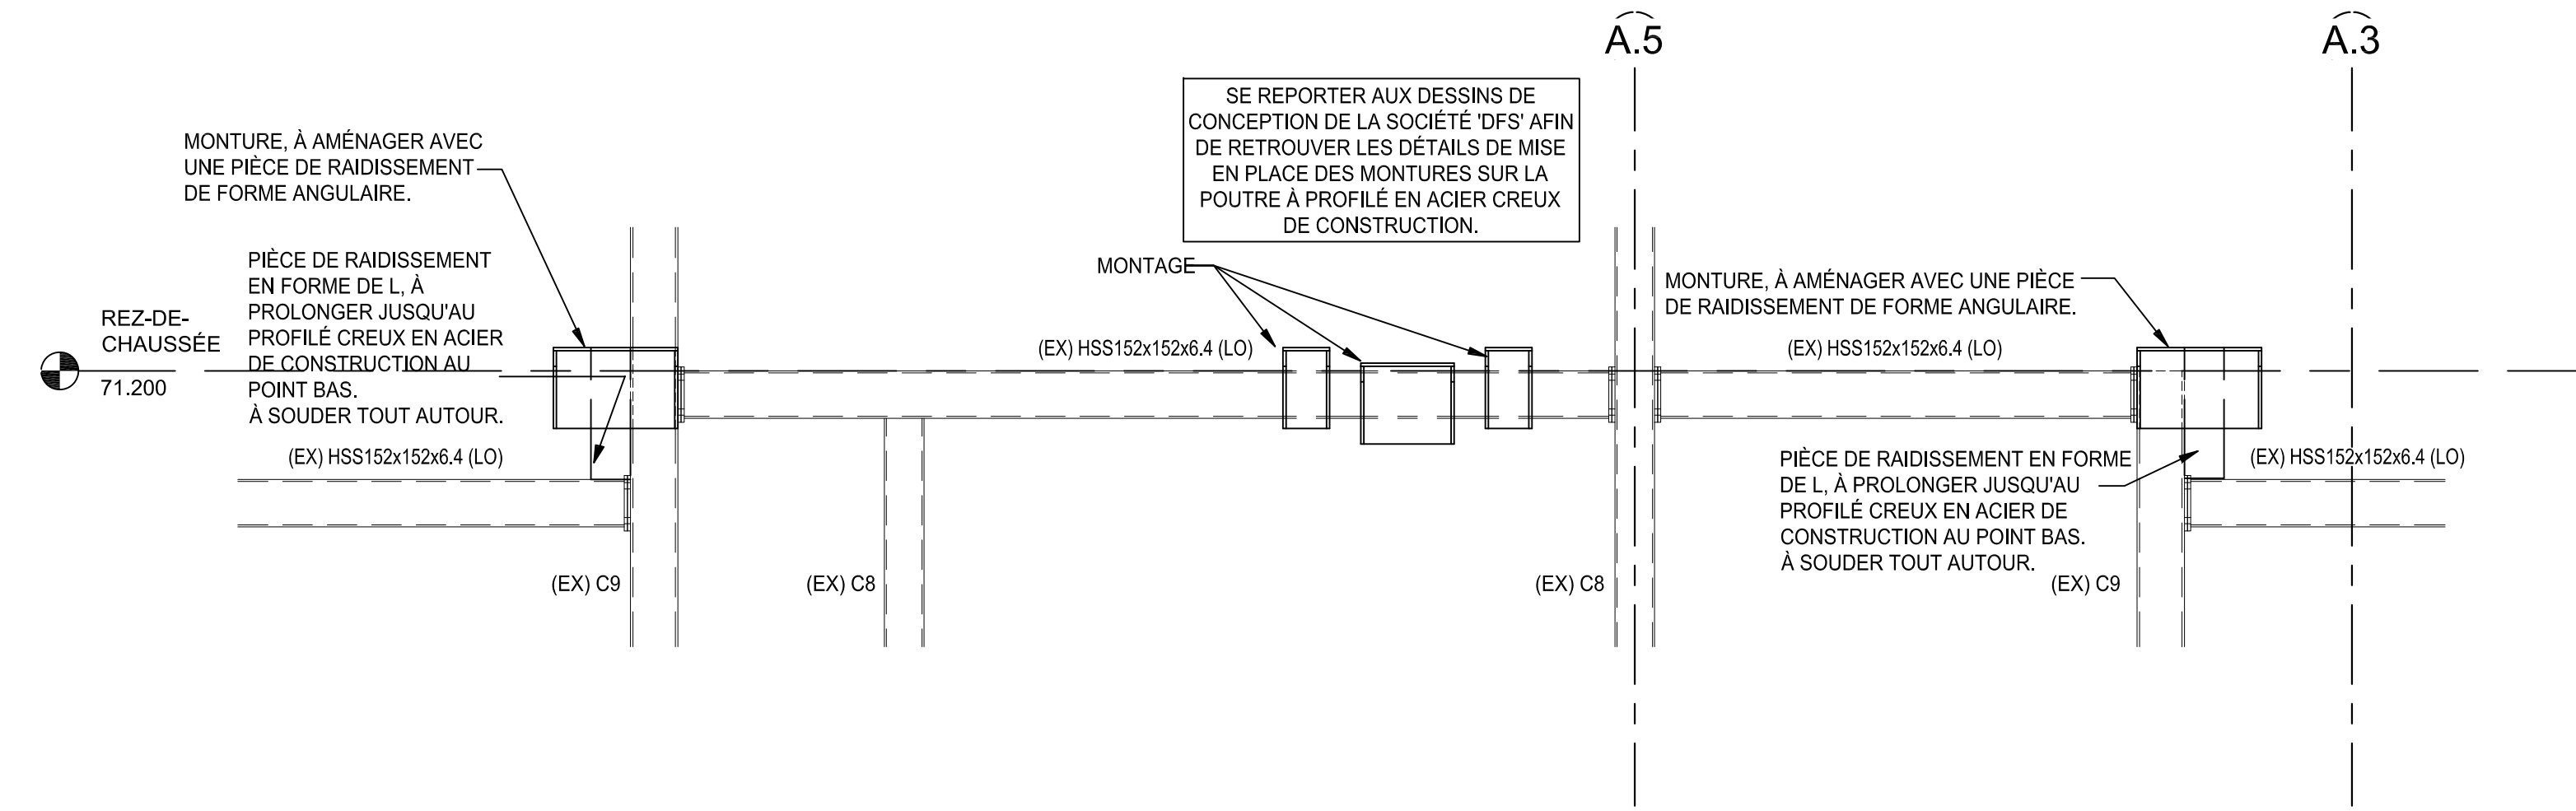 A.5
A.3
SE REPORTER AUX DESSINS DE
CONCEPTION DE LA SOCIÉTÉ 'DFS' AFIN
DE RETROUVER LES DÉTAILS DE MISE
EN PLACE DES MONTURES SUR LA
POUTRE À PROFILÉ EN ACIER CREUX
DE CONSTRUCTION.
MONTURE, À AMÉNAGER AVEC
UNE PIÈCE DE RAIDISSEMENT
DE FORME ANGULAIRE.
PIÈCE DE RAIDISSEMENT
EN FORME DE L, À
PROLONGER JUSQU'AU
PROFILÉ CREUX EN ACIER
DE CONSTRUCTION AU
POINT BAS.
À SOUDER TOUT AUTOUR.
REZ-DE-
CHAUSSÉE
71.200
MONTAGE
MONTURE, À AMÉNAGER AVEC UNE PIÈCE
DE RAIDISSEMENT DE FORME ANGULAIRE.
(EX) HSS152x152x6.4 (LO)
(EX) HSS152x152x6.4 (LO)
(EX) HSS152x152x6.4 (LO)
PIÈCE DE RAIDISSEMENT EN FORME
DE L, À PROLONGER JUSQU'AU
PROFILÉ CREUX EN ACIER DE
CONSTRUCTION AU POINT BAS.
À SOUDER TOUT AUTOUR.
(EX) HSS152x152x6.4 (LO)
(EX) C9
(EX) C8
(EX) C8
(EX) C9